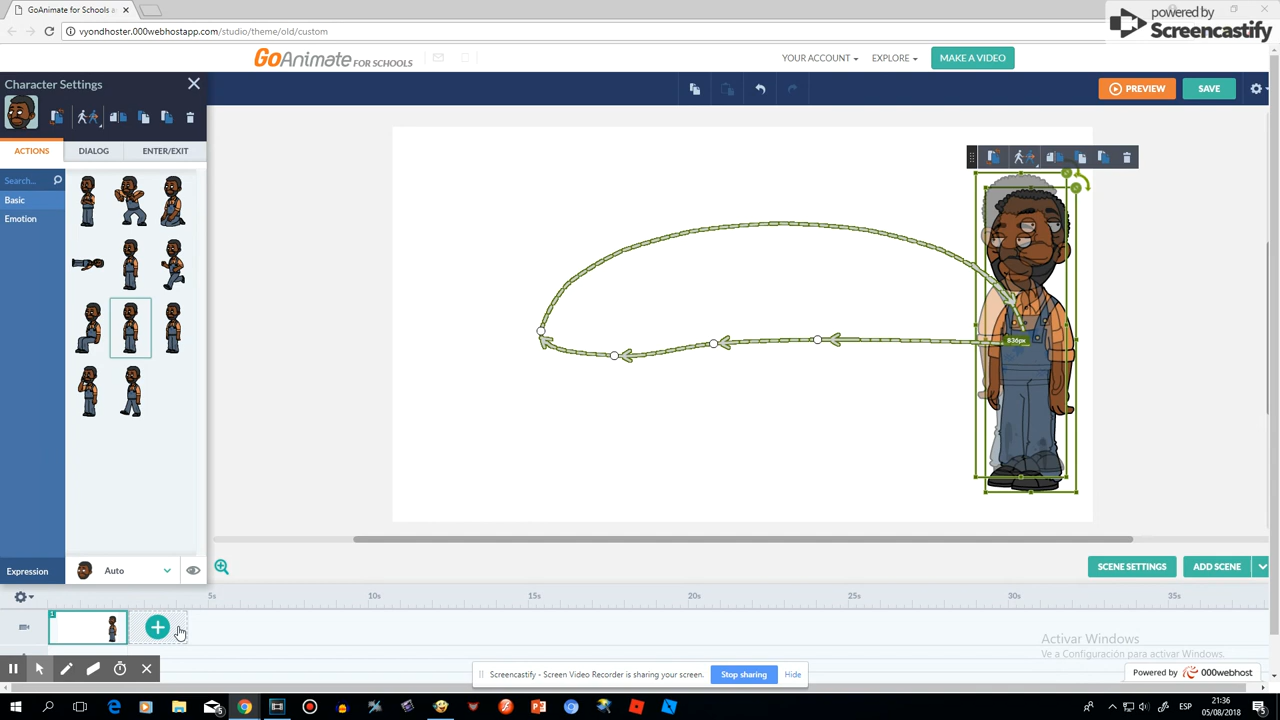 GoAnimate for Schools a
powered by
Screencastify
vyondhoster.000webhostapp.com/studio/theme/old/custom
GoANIMATE FOR SCHOOLS
YOUR ACCOUNT
EXPLORE
MAKE A VIDEO
Character Settings
PREVIEW
SAVE
ACTIONS
DIALOG
ENTER/EXIT
Search...
Basic
Emotion
836px
Expression
Auto
SCENE SETTINGS
ADD SCENE
5s
10s
15s
20s
25s
30s
35s
1
Activar Windows
Ve a Configuración para activar Windows.
Screencastify - Screen Video Recorder is sharing your screen.
Stop sharing
Hide
Powered by
000webhost
5
ESP
21:36
05/08/2018